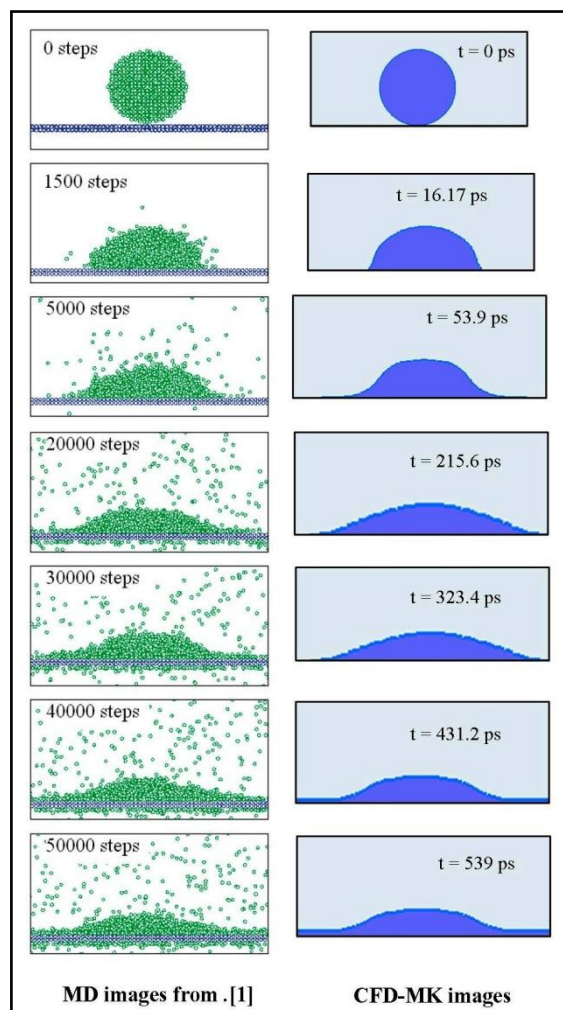 0 steps
t = 0 ps
1500 steps
t = 16.17 ps
5000 steps
t = 53.9 ps
20000 steps
t = 215.6 ps
30000 steps
t = 323.4 ps
40000 steps
t = 431.2 ps
50000 steps
t = 539 ps
MD images from .[1]
CFD-MK images